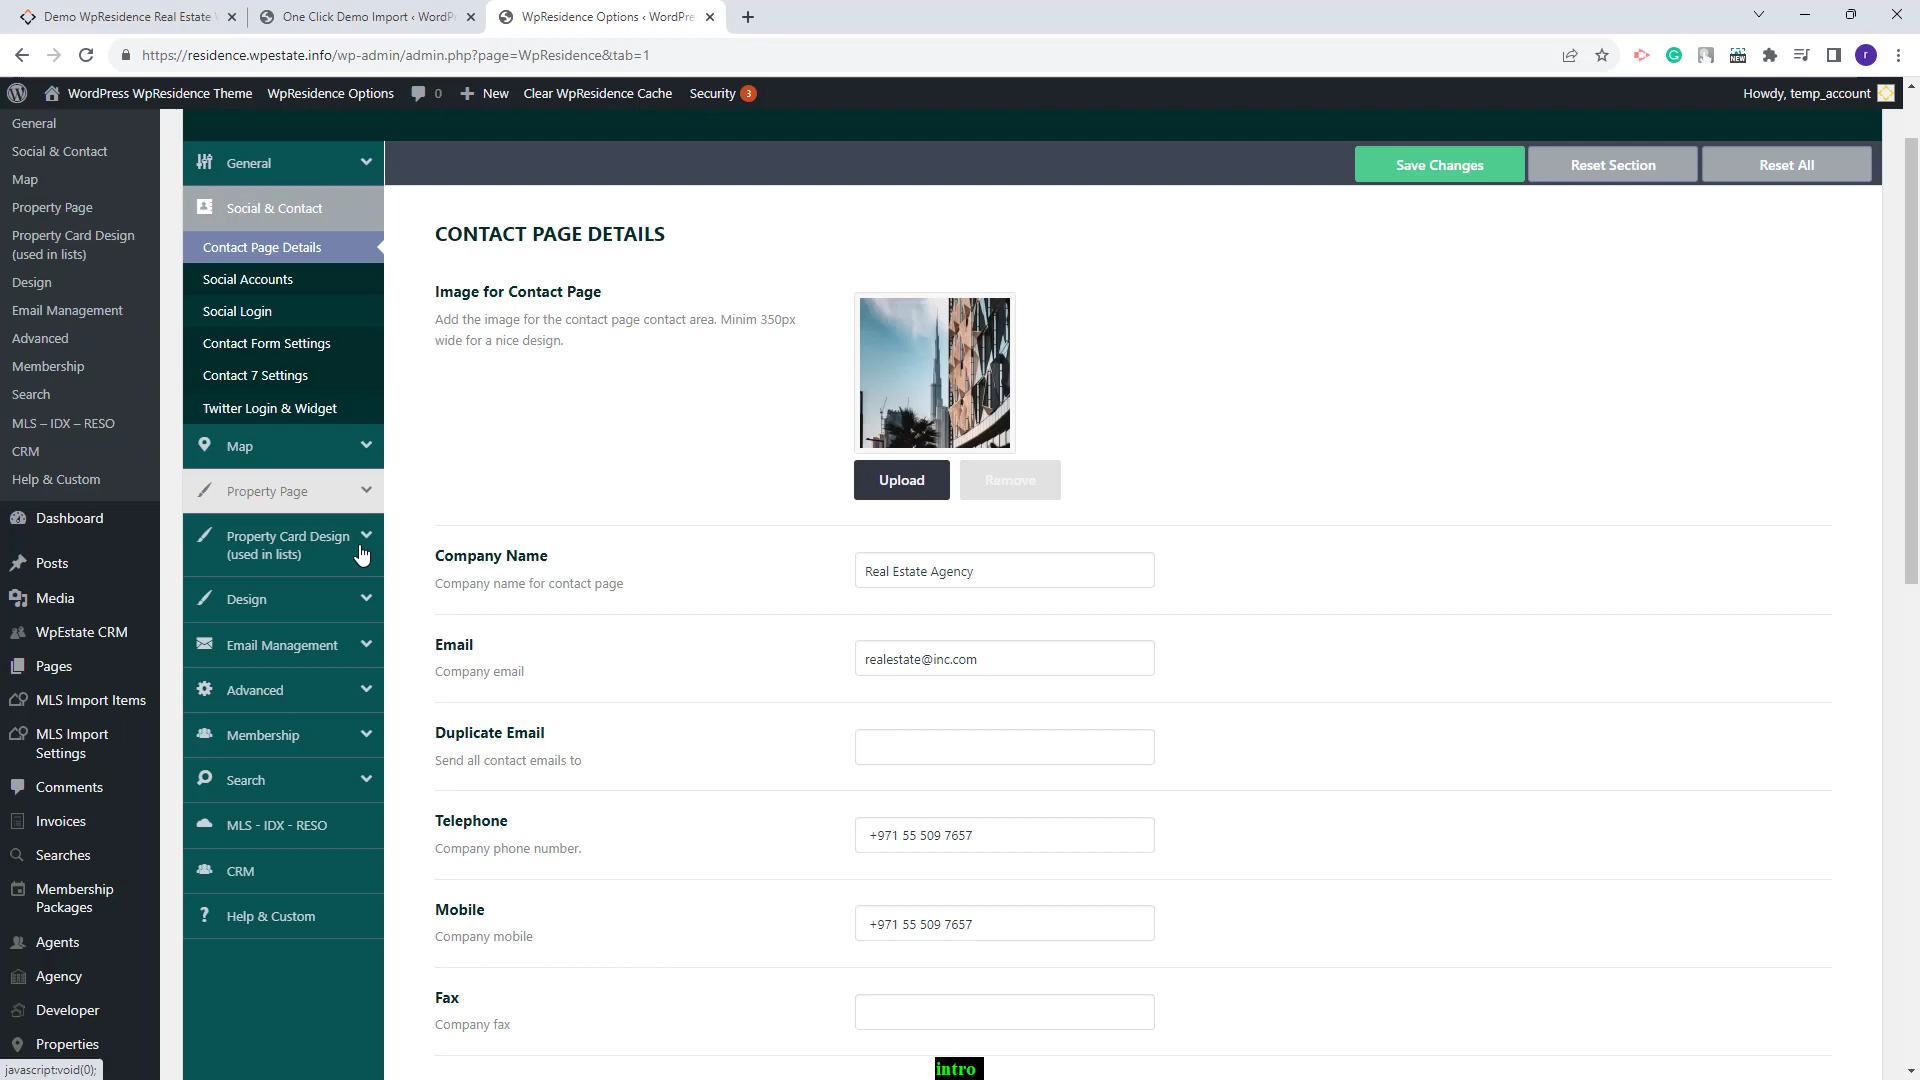 Demo WpResidence Real Estate
One Click Demo Import ‹ WordP
WpResidence Options ‹ WordPre
https://residence.wpestate.info/wp-admin/admin.php?page=WpResidence&tab=1
NEW
r
WordPress WpResidence Theme
WpResidence Options
0
New
Clear WpResidence Cache
Security 3
Howdy, temp_account
General
Social & Contact
Map
Property Page
Property Card Design
(used in lists)
Design
Email Management
Advanced
Membership
Search
MLS – IDX – RESO
CRM
Help & Custom
Dashboard
Posts
Media
WpEstate CRM
Pages
MLS Import Items
MLS Import
Settings
Comments
Invoices
Searches
Membership
Packages
Agents
Agency
Developer
Properties
javascript:void(0);
General
Social & Contact
Contact Page Details
Social Accounts
Social Login
Contact Form Settings
Contact 7 Settings
Twitter Login & Widget
Map
Property Page
Property Card Design
(used in lists)
Design
Email Management
Advanced
Membership
Search
MLS - IDX - RESO
CRM
Help & Custom
Save Changes
Reset Section
Reset All
CONTACT PAGE DETAILS
Image for Contact Page
Add the image for the contact page contact area. Minim 350px
wide for a nice design.
Upload
Remove
Company Name
Company name for contact page
Real Estate Agency
Email
Company email
realestate@inc.com
Duplicate Email
Send all contact emails to
Telephone
Company phone number.
+971 55 509 7657
Mobile
Company mobile
+971 55 509 7657
Fax
Company fax
intro